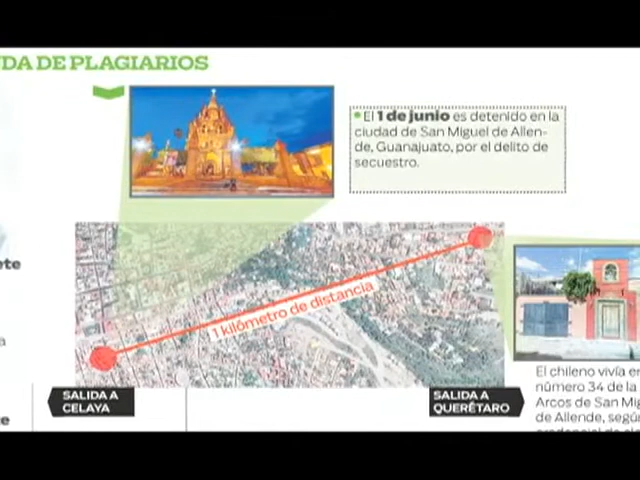 DA DE PLAGIARIOS
• El 1 de junio es detenido en la
ciudad de San Miguel de Allen-
de, Guanajuato, por el delito de
secuestro.
1 kilómetro de distancia
SALIDA A
CELAYA
SALIDA A
QUERÉTARO
El chileno vivía en
número 34 de la
Arcos de San Mig
de Allende, segú